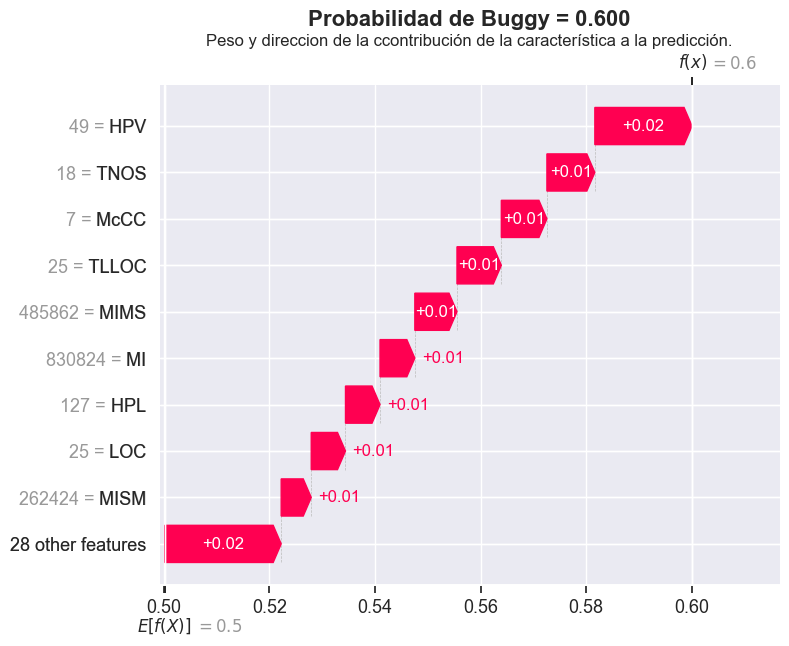 Probabilidad de Buggy = 0.600
Peso y direccion de la ccontribución de la característica a la predicción.
f(x) = 0.6
49 = HPV +0.02
18 = TNOS +0.01
7 = McCC +0.01
25 = TLLOC +0.01
485862 = MIMS +0.01
830824 = MI +0.01
127 = HPL +0.01
25 = LOC +0.01
262424 = MISM +0.01
28 other features +0.02
0.50 0.52 0.54 0.56 0.58 0.60
E[f(X)] = 0.5